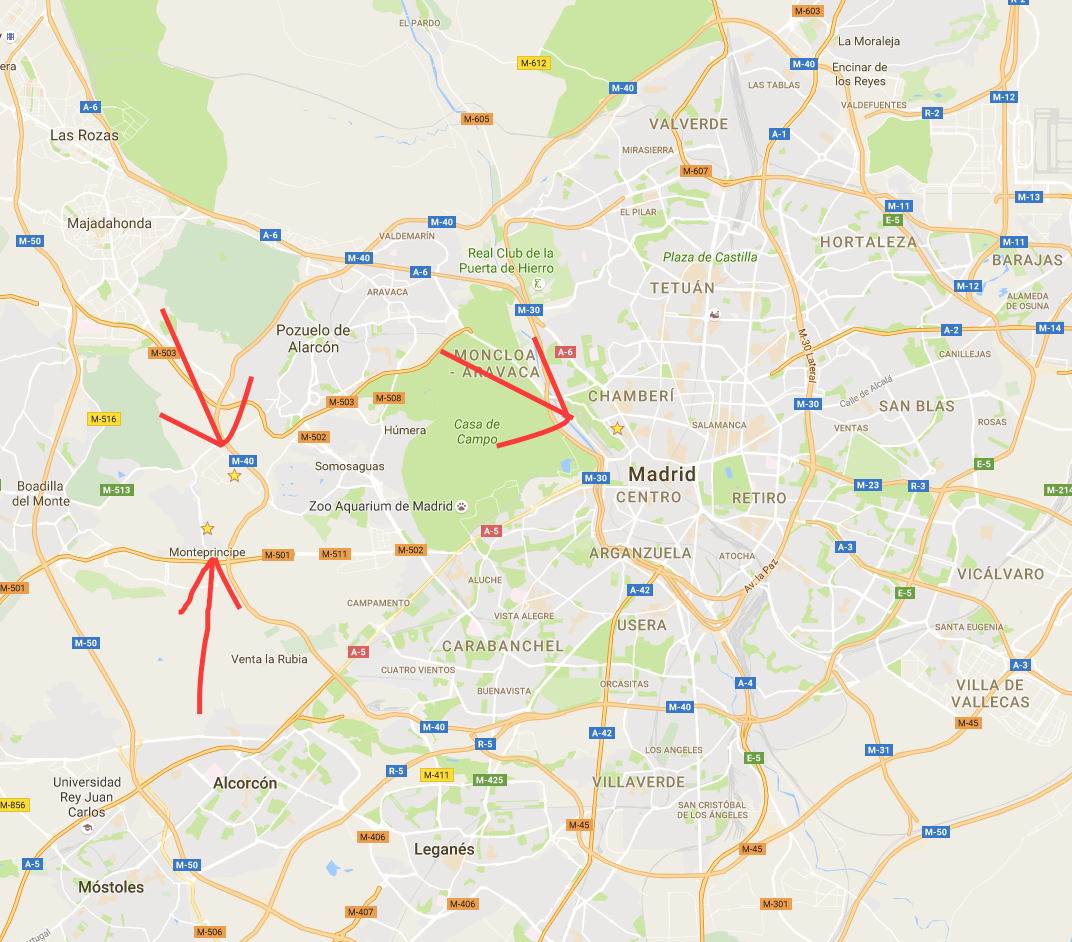 M-603
R-2
EL PARDO
La Moraleja
M-612
M-40
Encinar de
los Reyes
era
M-40
LAS TABLAS
M-12
A-6
VALDEFUENTES
R-2
M-605
VALVERDE
A-1
Las Rozas
MIRASIERRA
M-607
M-13
M-11
E-5
EL PILAR
Majadahonda
M-40
M-50
A-6
VALDEMARÍN
HORTALEZA
M-11
Real Club de la
Puerta de Hierro
Plaza de Castilla
M-40
BARAJAS
A-6
M-12
ARAVACA
TETUÁN
ALAMEDA
DE OSUNA
M-30
Pozuelo de
Alarcón
A-2
M-14
M-30 Lateral
M-503
MONCLOA
- ARAVACA
A-6
CANILLEJAS
M-503
M-508
CHAMBERÍ
Calle de Alcalá
M-30
SAN BLAS
M-516
Casa de
Campo
SALAMANCA
VENTAS
ROSAS
Húmera
M-502
M-40
Somosaguas
Madrid
E-5
M-30
Boadilla
del Monte
M-513
Zoo Aquarium de Madrid
CENTRO
RETIRO
M-23
R-3
M-214
A-5
Monteprincipe
M-501
M-511
M-502
ARGANZUELA
ATOCHA
A-3
M-501
ALUCHE
A-42
Av. la Paz
VICÁLVARO
E-5
CAMPAMENTO
VISTA ALEGRE
USERA
SANTA EUGENIA
M-50
CARABANCHEL
A-5
Venta la Rubia
CUATRO VIENTOS
A-3
BUENAVISTA
ORCASITAS
A-4
VILLA DE
VALLECAS
M-40
M-40
M-45
A-42
R-5
LOS ANGELES
M-31
E-5
R-5
M-411
M-425
Universidad
Rey Juan
Carlos
Alcorcón
VILLAVERDE
M-856
SAN CRISTÓBAL
DE LOS ÁNGELES
M-45
M-406
M-50
Leganés
M-45
A-5
M-50
Móstoles
M-407
M-406
M-301
M-506